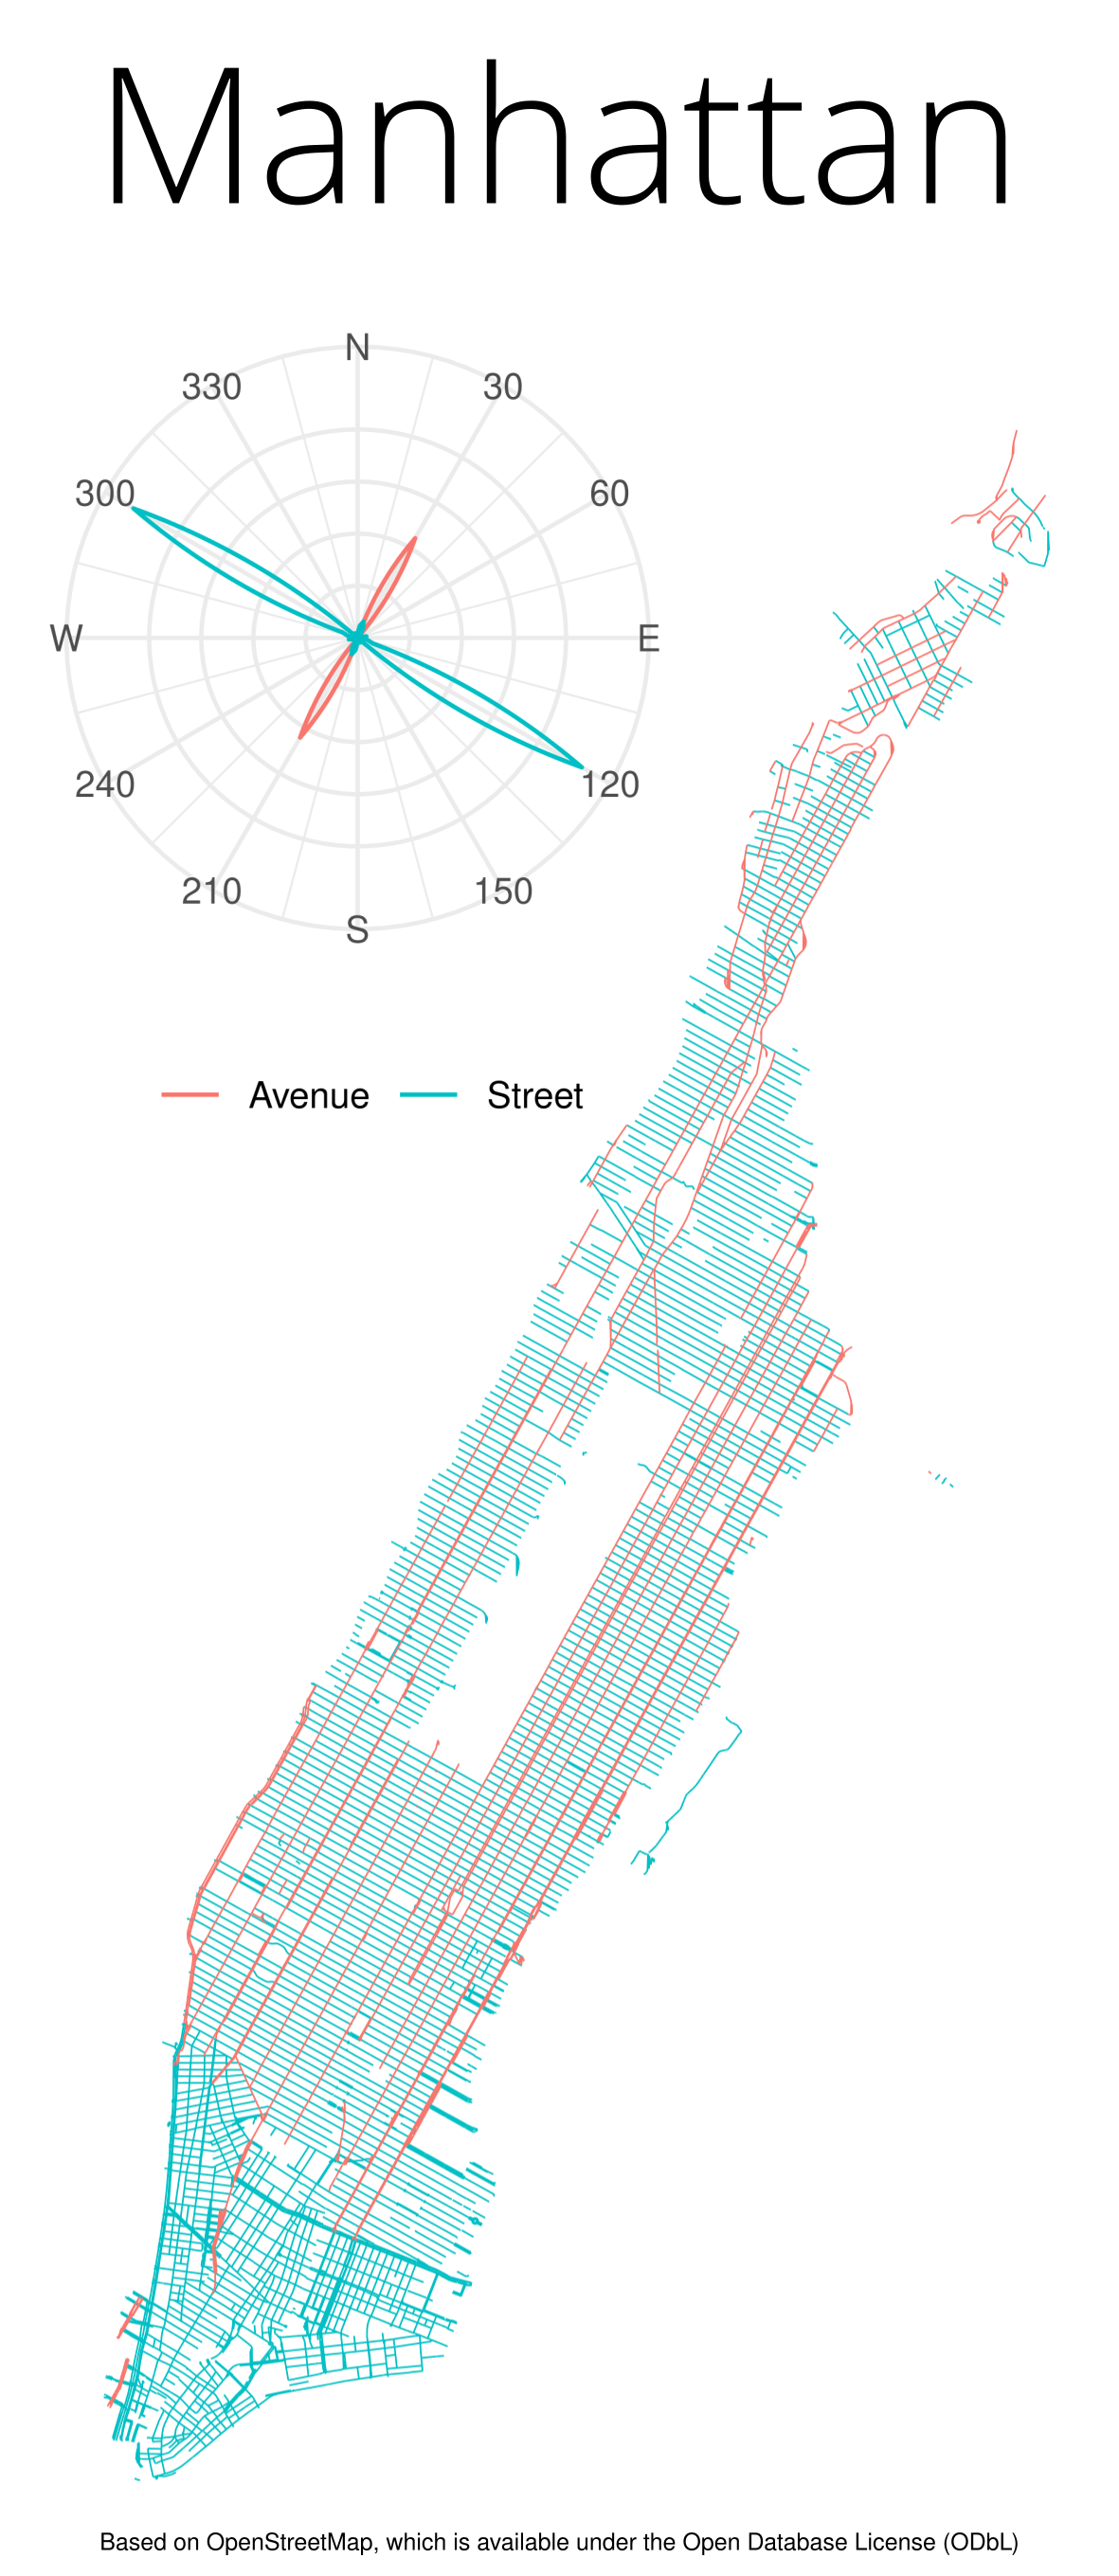 Manhattan
N
330 30
300 60
W E
240 120
210 150
S
Avenue Street
Based on OpenStreetMap, which is available under the Open Database License (ODbL)